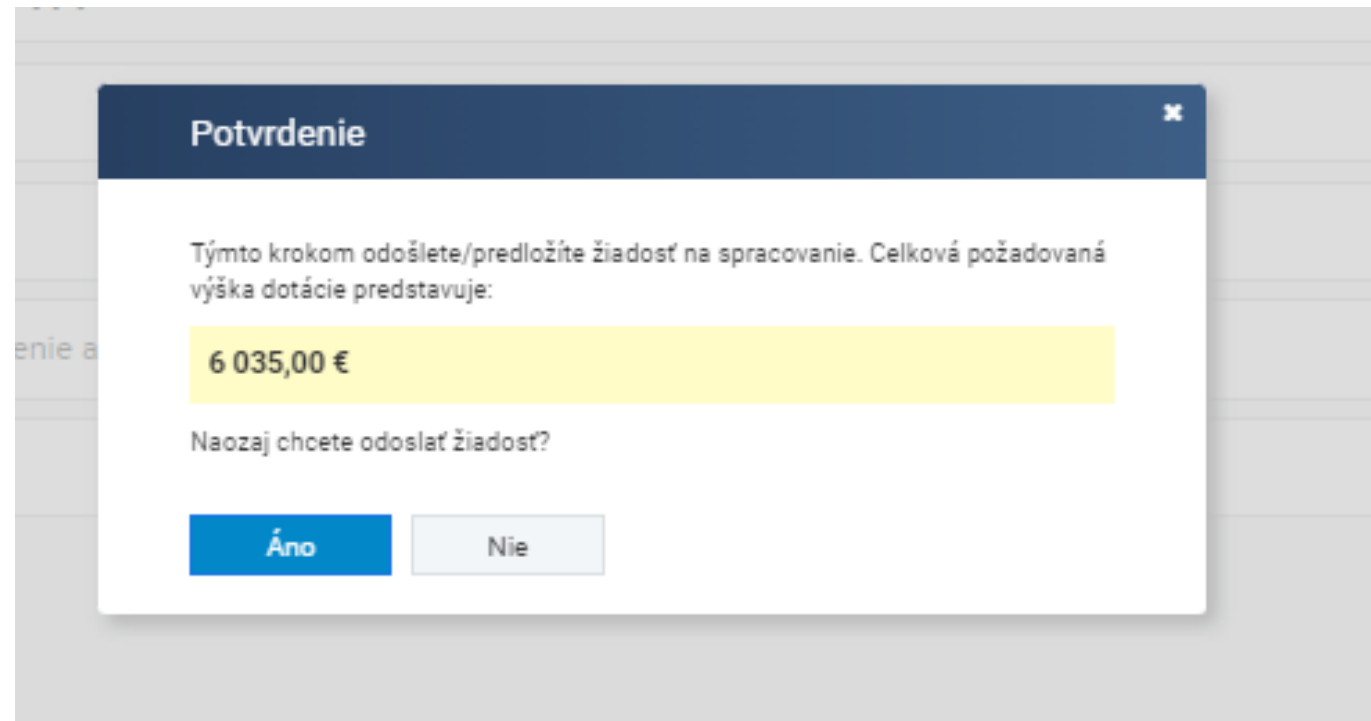 Potvrdenie
Týmto krokom odošlete/predložíte žiadosť na spracovanie. Celková požadovaná
výška dotácie predstavuje:
enie a
6 035,00 €
Naozaj chcete odoslať žiadosť?
Áno
Nie